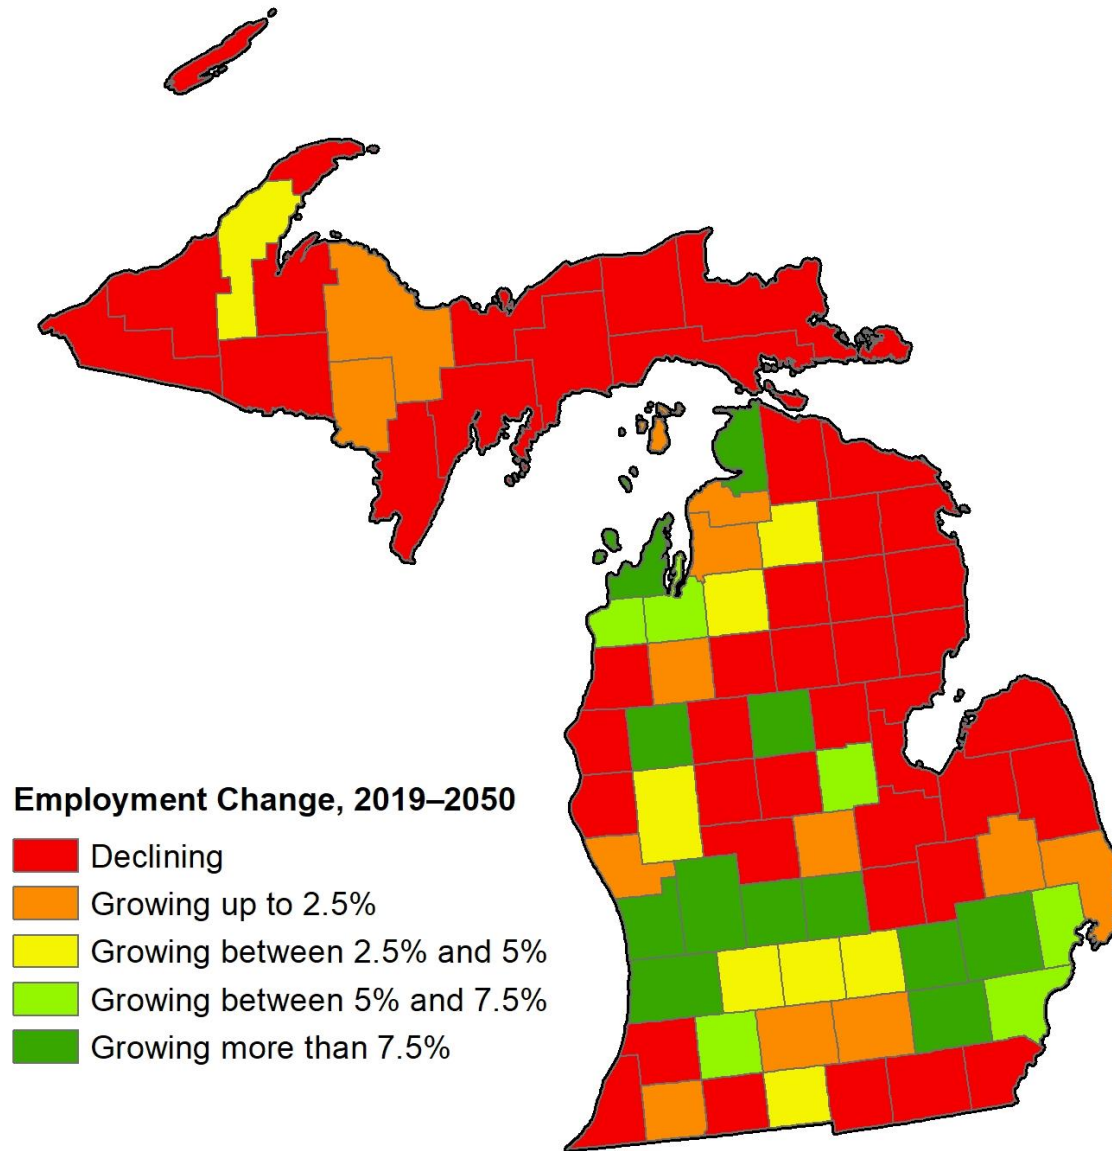 Employment Change, 2019–2050
Declining
Growing up to 2.5%
Growing between 2.5% and 5%
Growing between 5% and 7.5%
Growing more than 7.5%